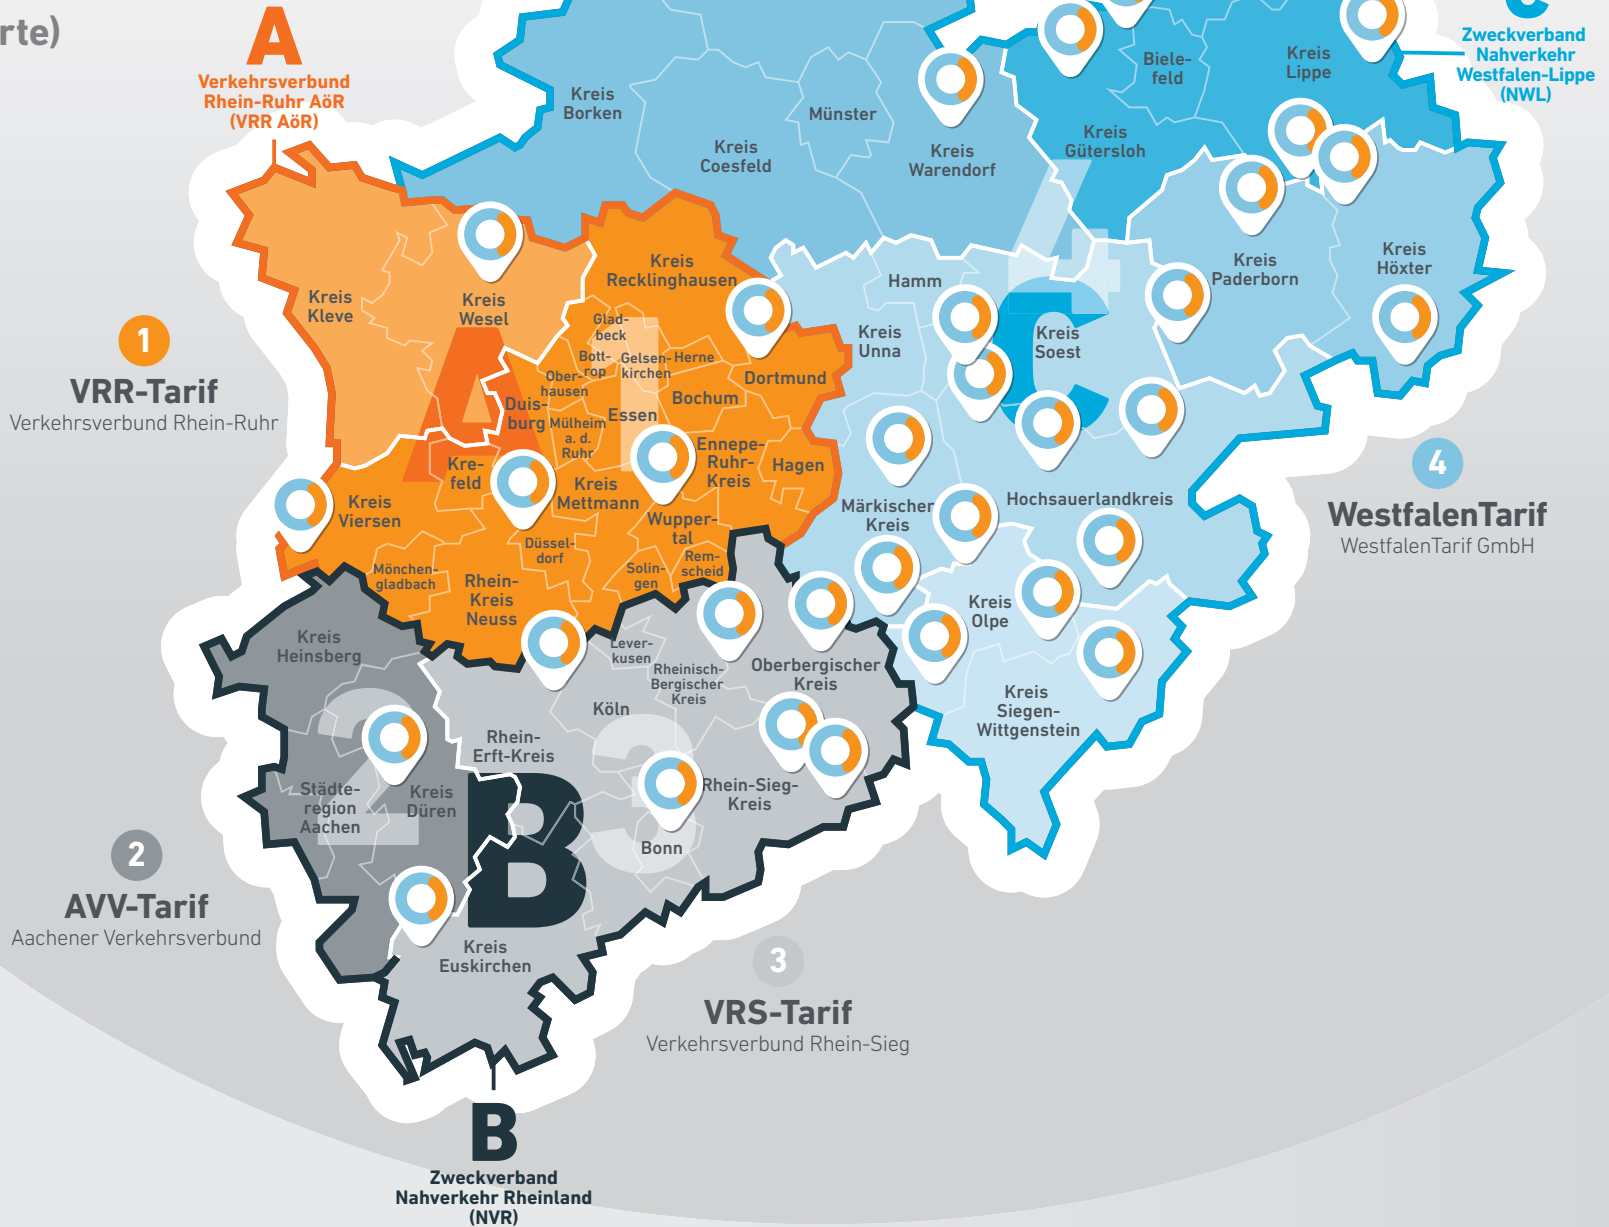 rte)
A
Verkehrsverbund
Rhein-Ruhr AöR
(VRR AöR)
C
Zweckverband
Nahverkehr
Westfalen-Lippe
(NWL)
Kreis
Borken
Kreis
Coesfeld
Münster
Kreis
Warendorf
Kreis
Gütersloh
Biele-
feld
Kreis
Lippe
Kreis
Kleve
Kreis
Wesel
Kreis
Recklinghausen
Glad-
beck
Bott-
rop
Gelsen-
kirchen
Herne
Ober-
hausen
Duis-
burg
Mülheim
a. d.
Ruhr
Essen
Bochum
Dortmund
Ennepe-
Ruhr-
Kreis
Hagen
Kre-
feld
Kreis
Viersen
Kreis
Mettmann
Wupper-
tal
Düssel-
dorf
Rem-
scheid
Solin-
gen
Mönchen-
gladbach
Rhein-
Kreis
Neuss
A
1
Hamm
Kreis
Unna
Kreis
Soest
Kreis
Paderborn
Kreis
Höxter
4
C
Märkischer
Kreis
Hochsauerlandkreis
Kreis
Olpe
Kreis
Siegen-
Wittgenstein
Kreis
Heinsberg
Städte-
region
Aachen
Kreis
Düren
2
Lever-
kusen
Rheinisch-
Bergischer
Kreis
Oberbergischer
Kreis
Köln
Rhein-
Erft-Kreis
Rhein-Sieg-
Kreis
Bonn
Kreis
Euskirchen
B
3
1
VRR-Tarif
Verkehrsverbund Rhein-Ruhr
4
WestfalenTarif
WestfalenTarif GmbH
2
AVV-Tarif
Aachener Verkehrsverbund
3
VRS-Tarif
Verkehrsverbund Rhein-Sieg
B
Zweckverband
Nahverkehr Rheinland
(NVR)